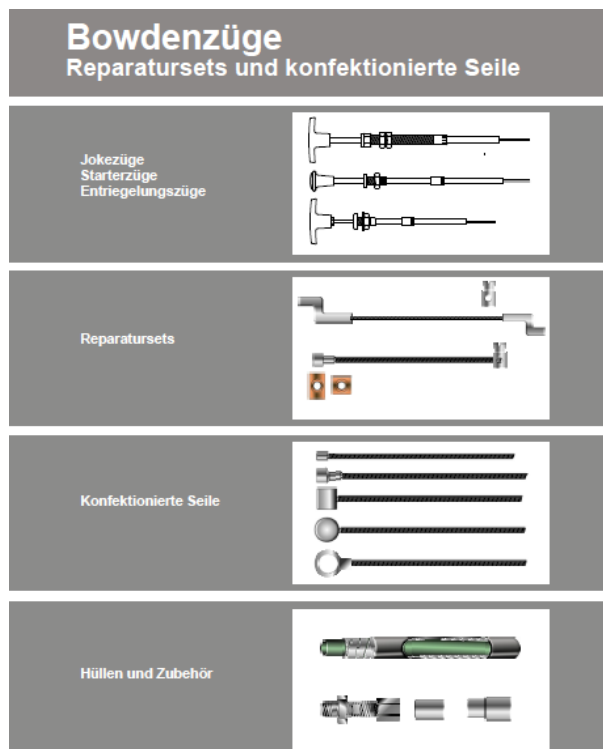 Bowdenzüge
Reparatursets und konfektionierte Seile
Jokezüge
Starterzüge
Entriegelungszüge
Reparatursets
Konfektionierte Seile
Hüllen und Zubehör